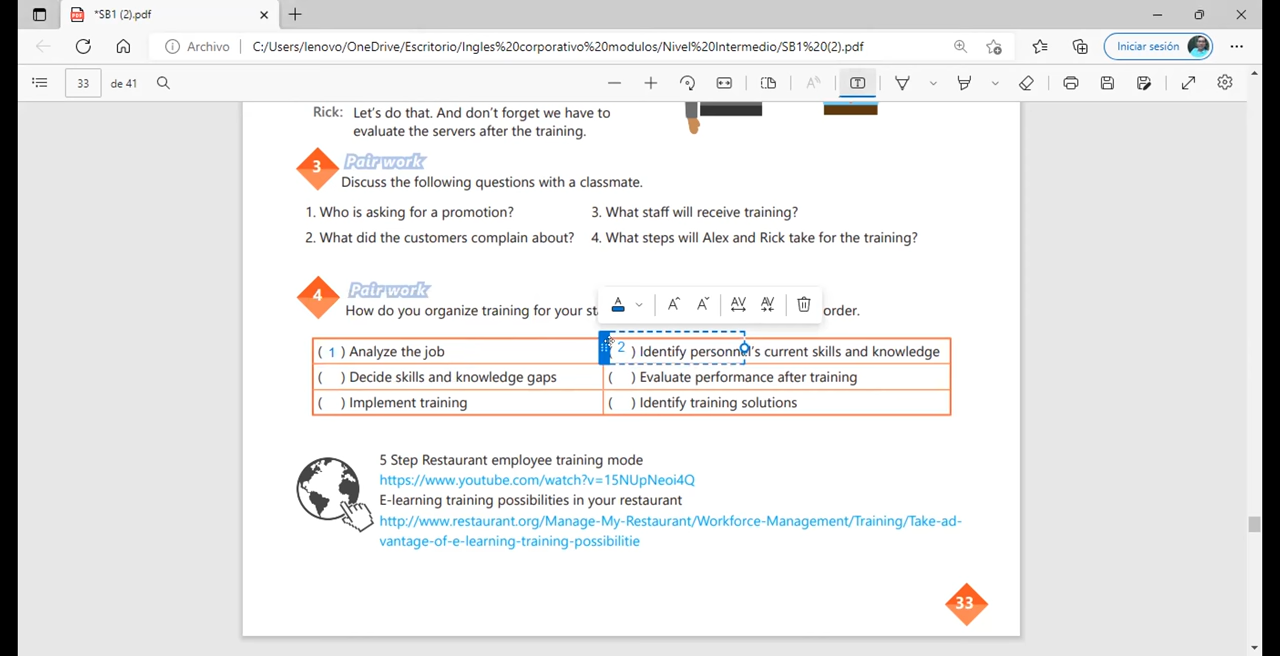 *SB1 (2).pdf
Archivo
C:/Users/lenovo/OneDrive/Escritorio/Ingles%20corporativo%20modulos/Nivel%20Intermedio/SB1%20(2).pdf
Iniciar sesión
33 de 41
Rick: Let's do that. And don't forget we have to
evaluate the servers after the training.
3 Pair work
Discuss the following questions with a classmate.
1. Who is asking for a promotion?
3. What staff will receive training?
2. What did the customers complain about?
4. What steps will Alex and Rick take for the training?
4 Pair work
How do you organize training for your
order.
( 1 ) Analyze the job
2 ) Identify personnel's current skills and knowledge
( ) Decide skills and knowledge gaps
( ) Evaluate performance after training
( ) Implement training
( ) Identify training solutions
5 Step Restaurant employee training mode
https://www.youtube.com/watch?v=15NUpNeoi4Q
E-learning training possibilities in your restaurant
http://www.restaurant.org/Manage-My-Restaurant/Workforce-Management/Training/Take-ad-
vantage-of-e-learning-training-possibilitie
33